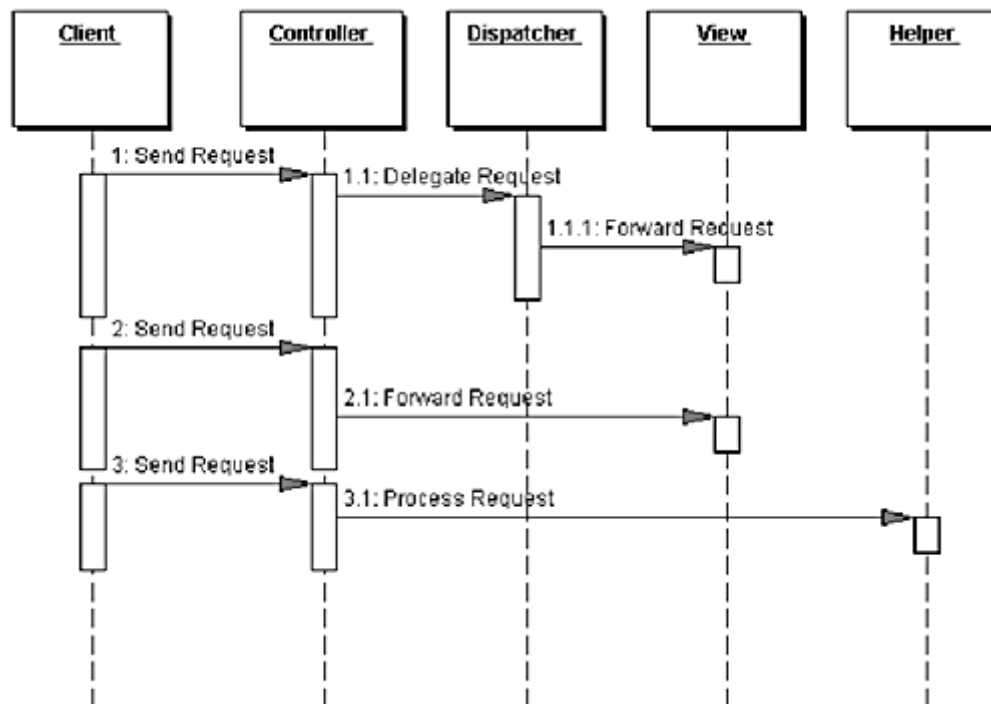 Client
Controller
Dispatcher
View
Helper
1: Send Request
1.1: Delegate Request
1.1.1: Forward Request
2: Send Request
2.1: Forward Request
3: Send Request
3.1: Process Request